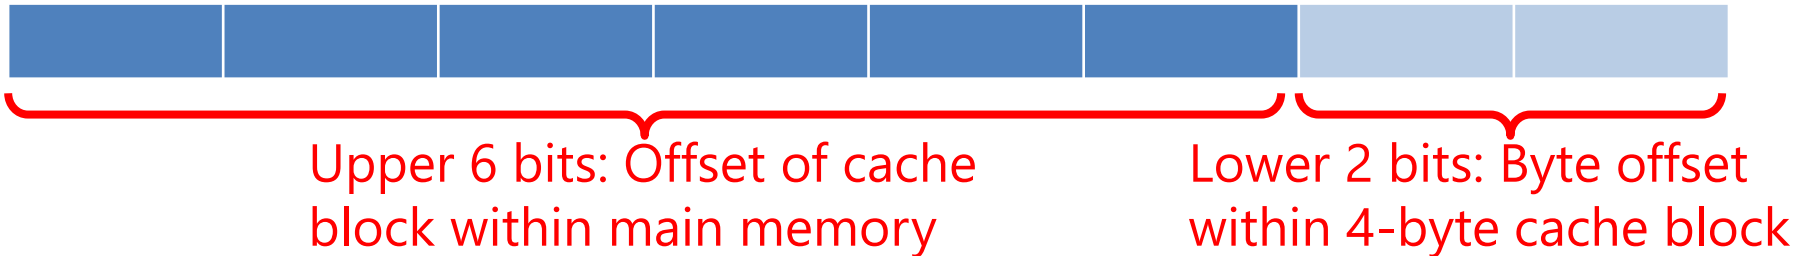 Upper 6 bits: Offset of cache
block within main memory
Lower 2 bits: Byte offset
within 4-byte cache block